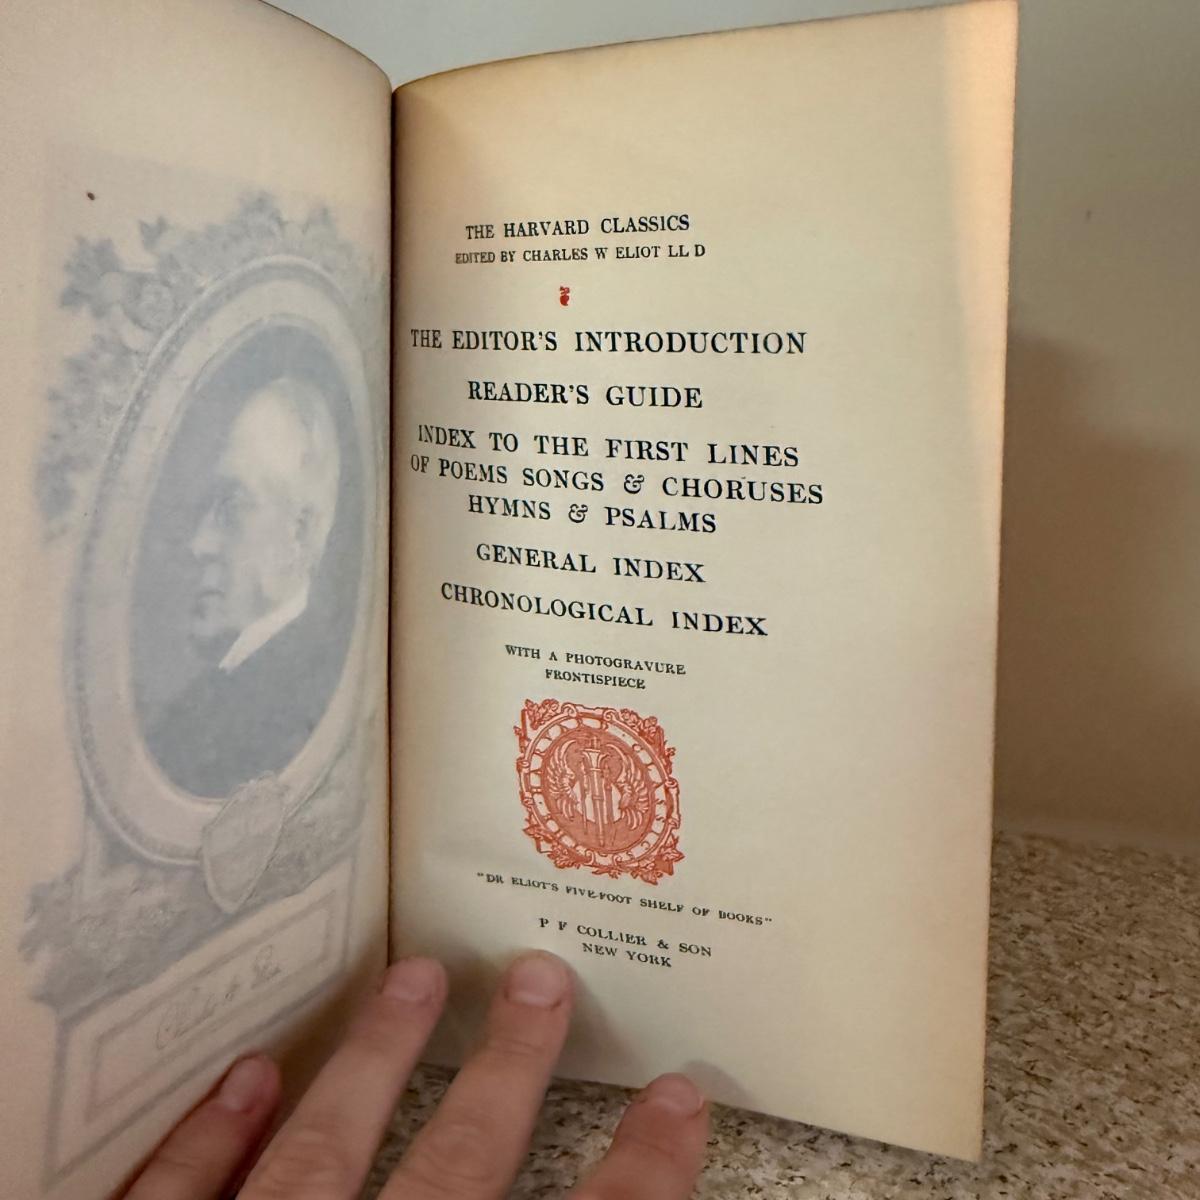 THE HARVARD CLASSICS
EDITED BY CHARLES W ELIOT LL D
THE EDITOR'S INTRODUCTION
READER'S GUIDE
INDEX TO THE FIRST LINES
OF POEMS SONGS & CHORUSES
HYMNS & PSALMS
GENERAL INDEX
CHRONOLOGICAL INDEX
WITH A PHOTOGRAVURE
FRONTISPIECE
"DR ELIOT'S FIVE-FOOT SHELF OF BOOKS"
P F COLLIER & SON
NEW YORK